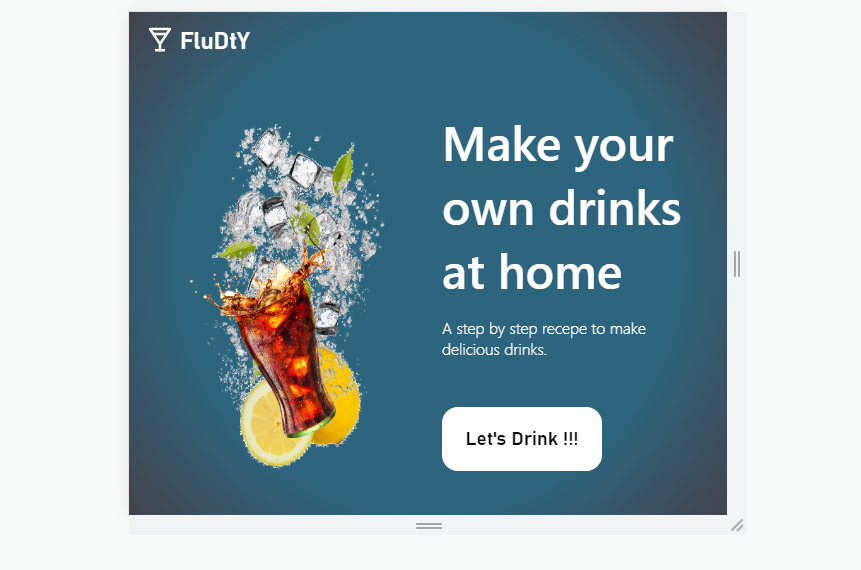 FluDtY
Make your
own drinks
at home
A step by step recepe to make
delicious drinks.
Let's Drink !!!